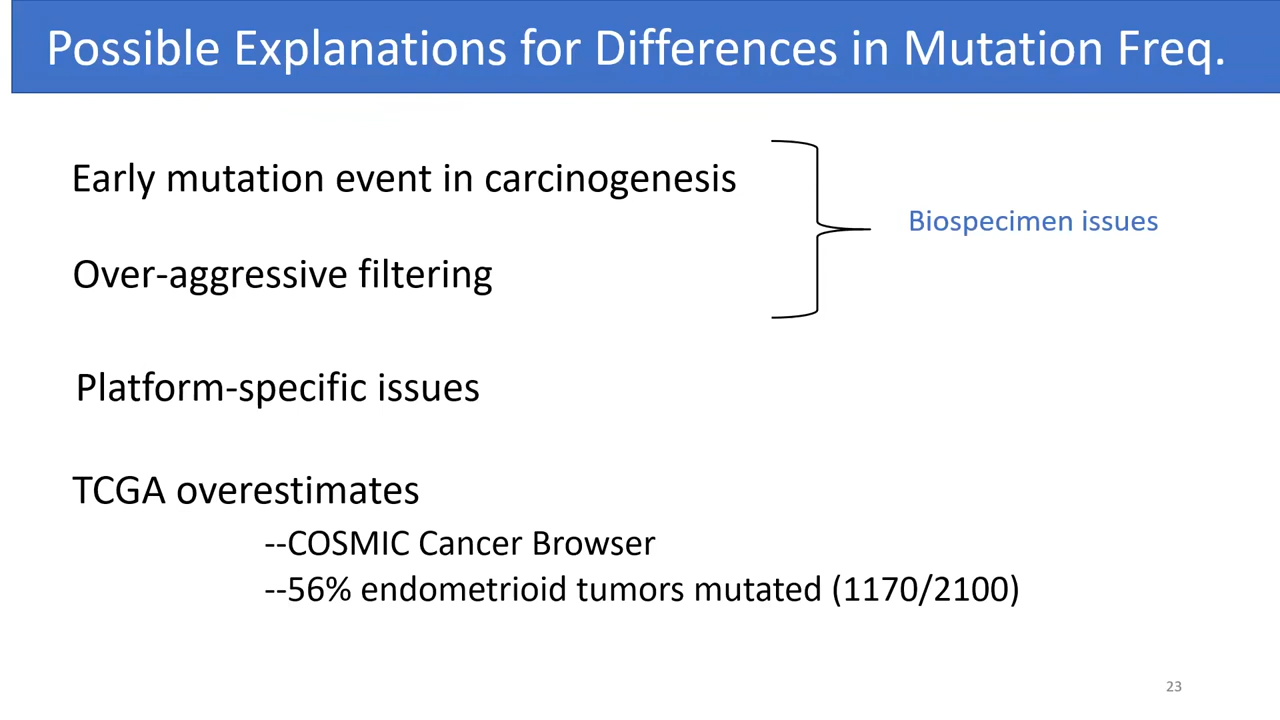 Possible Explanations for Differences in Mutation Freq.
Early mutation event in carcinogenesis
Biospecimen issues
Over-aggressive filtering
Platform-specific issues
TCGA overestimates
--COSMIC Cancer Browser
--56% endometrioid tumors mutated (1170/2100)
23